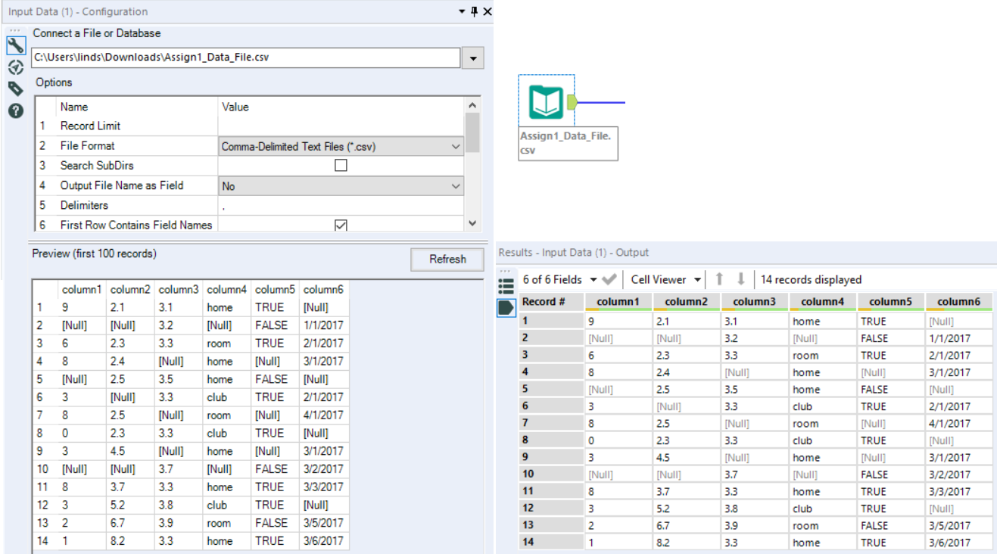 Input Data (1) - Configuration
Connect a File or Database
C:\Users\linds\Downloads\Assign1_Data_File.csv
Options
Name Value
1 Record Limit
2 File Format Comma-Delimited Text Files (*.csv)
3 Search SubDirs
4 Output File Name as Field No
5 Delimiters ,
6 First Row Contains Field Names
Preview (first 100 records) Refresh
column1 column2 column3 column4 column5 column6
1 9 2.1 3.1 home TRUE [Null]
2 [Null] [Null] 3.2 [Null] FALSE 1/1/2017
3 6 2.3 3.3 room TRUE 2/1/2017
4 8 2.4 [Null] home [Null] 3/1/2017
5 [Null] 2.5 3.5 home FALSE [Null]
6 3 [Null] 3.3 club TRUE 2/1/2017
7 8 2.5 [Null] room [Null] 4/1/2017
8 0 2.3 3.3 club TRUE [Null]
9 3 4.5 [Null] home [Null] 3/1/2017
10 [Null] [Null] 3.7 [Null] FALSE 3/2/2017
11 8 3.7 3.3 home TRUE 3/3/2017
12 3 5.2 3.8 club TRUE [Null]
13 2 6.7 3.9 room FALSE 3/5/2017
14 1 8.2 3.3 home TRUE 3/6/2017
Assign1_Data_File.
csv
Results - Input Data (1) - Output
6 of 6 Fields Cell Viewer 14 records displayed
Record # column1 column2 column3 column4 column5 column6
1 9 2.1 3.1 home TRUE [Null]
2 [Null] [Null] 3.2 [Null] FALSE 1/1/2017
3 6 2.3 3.3 room TRUE 2/1/2017
4 8 2.4 [Null] home [Null] 3/1/2017
5 [Null] 2.5 3.5 home FALSE [Null]
6 3 [Null] 3.3 club TRUE 2/1/2017
7 8 2.5 [Null] room [Null] 4/1/2017
8 0 2.3 3.3 club TRUE [Null]
9 3 4.5 [Null] home [Null] 3/1/2017
10 [Null] [Null] 3.7 [Null] FALSE 3/2/2017
11 8 3.7 3.3 home TRUE 3/3/2017
12 3 5.2 3.8 club TRUE [Null]
13 2 6.7 3.9 room FALSE 3/5/2017
14 1 8.2 3.3 home TRUE 3/6/2017